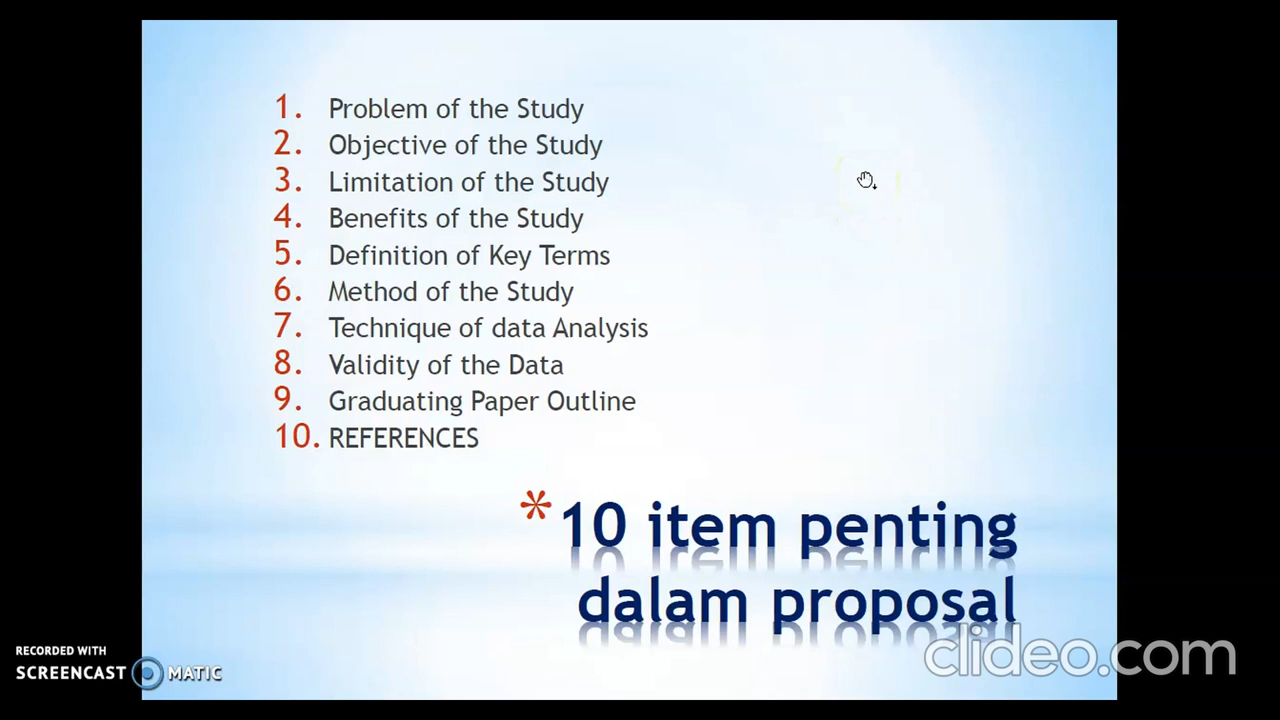 1. Problem of the Study
2. Objective of the Study
3. Limitation of the Study
4. Benefits of the Study
5. Definition of Key Terms
6. Method of the Study
7. Technique of data Analysis
8. Validity of the Data
9. Graduating Paper Outline
10. REFERENCES
*10 item penting
dalam proposal
RECORDED WITH
SCREENCAST MATIC
clideo.com